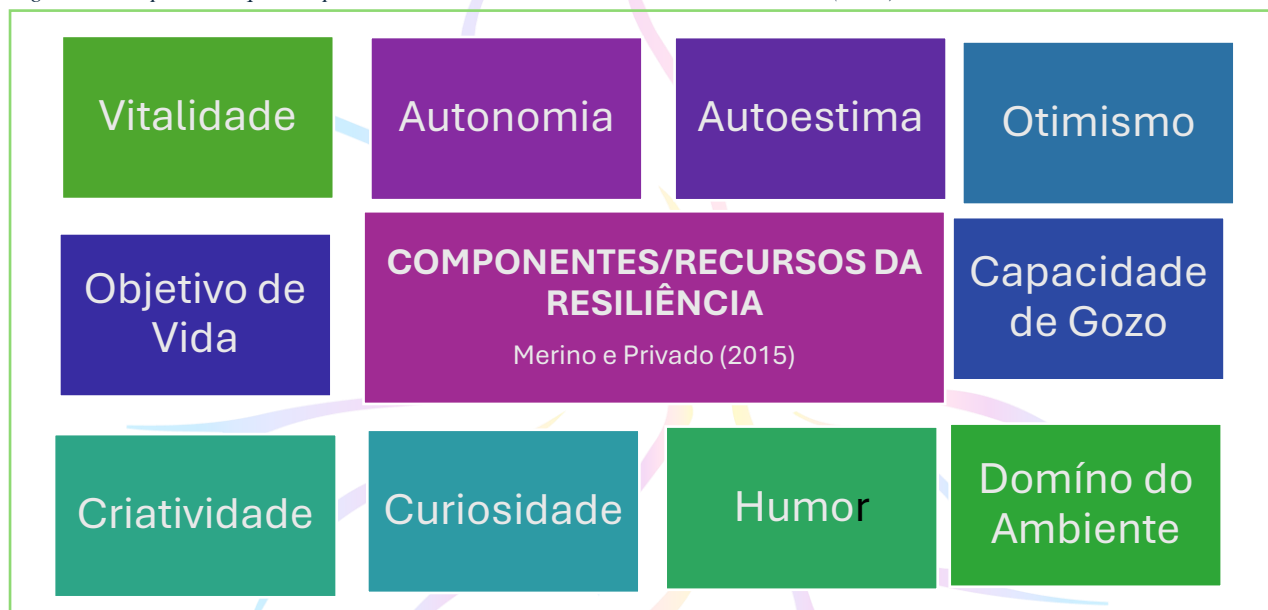 Vitalidade
Autonomia
Autoestima
Otimismo
Objetivo de
Vida
COMPONENTES/RECURSOS DA
RESILIÊNCIA
Merino e Privado (2015)
Capacidade
de Gozo
Criatividade
Curiosidade
Humor
Domíno do
Ambiente